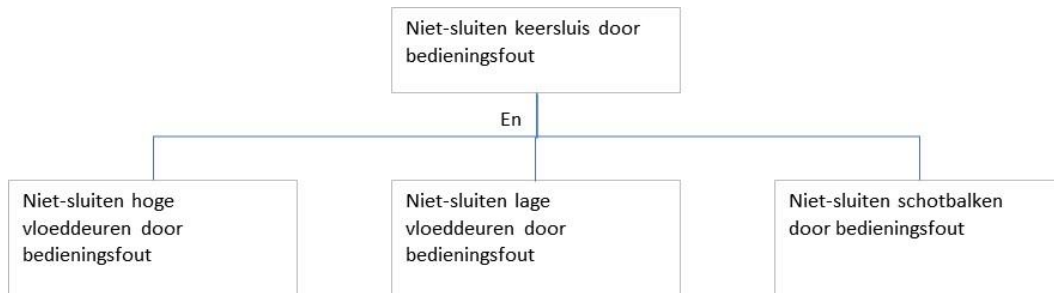 Niet-sluiten keersluis door
bedieningsfout
En
Niet-sluiten hoge
vloeddeuren door
bedieningsfout
Niet-sluiten lage
vloeddeuren door
bedieningsfout
Niet-sluiten schotbalken
door bedieningsfout